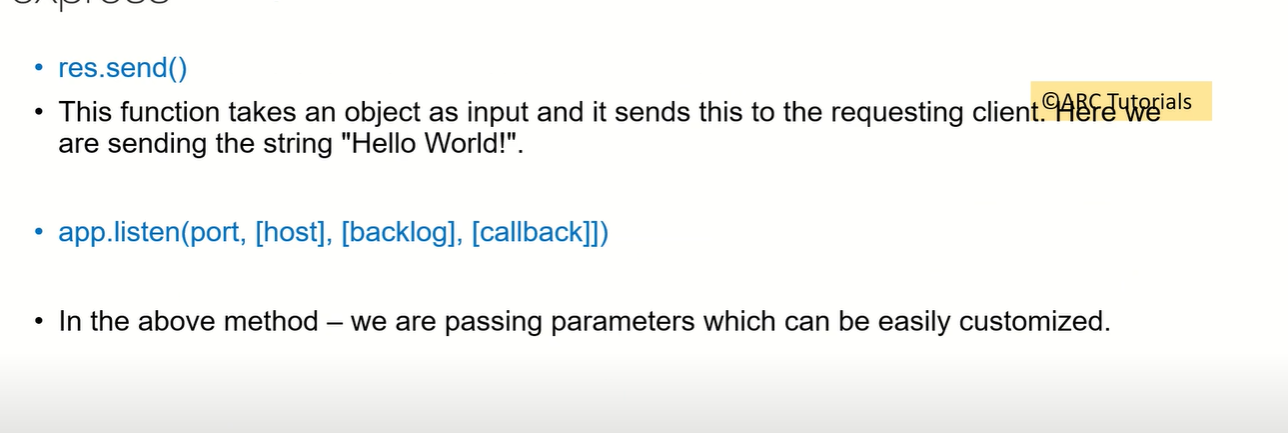 express
• res.send()
• This function takes an object as input and it sends this to the requesting client. Here we
©ARC Tutorials
are sending the string "Hello World!".
• app.listen(port, [host], [backlog], [callback]])
• In the above method – we are passing parameters which can be easily customized.